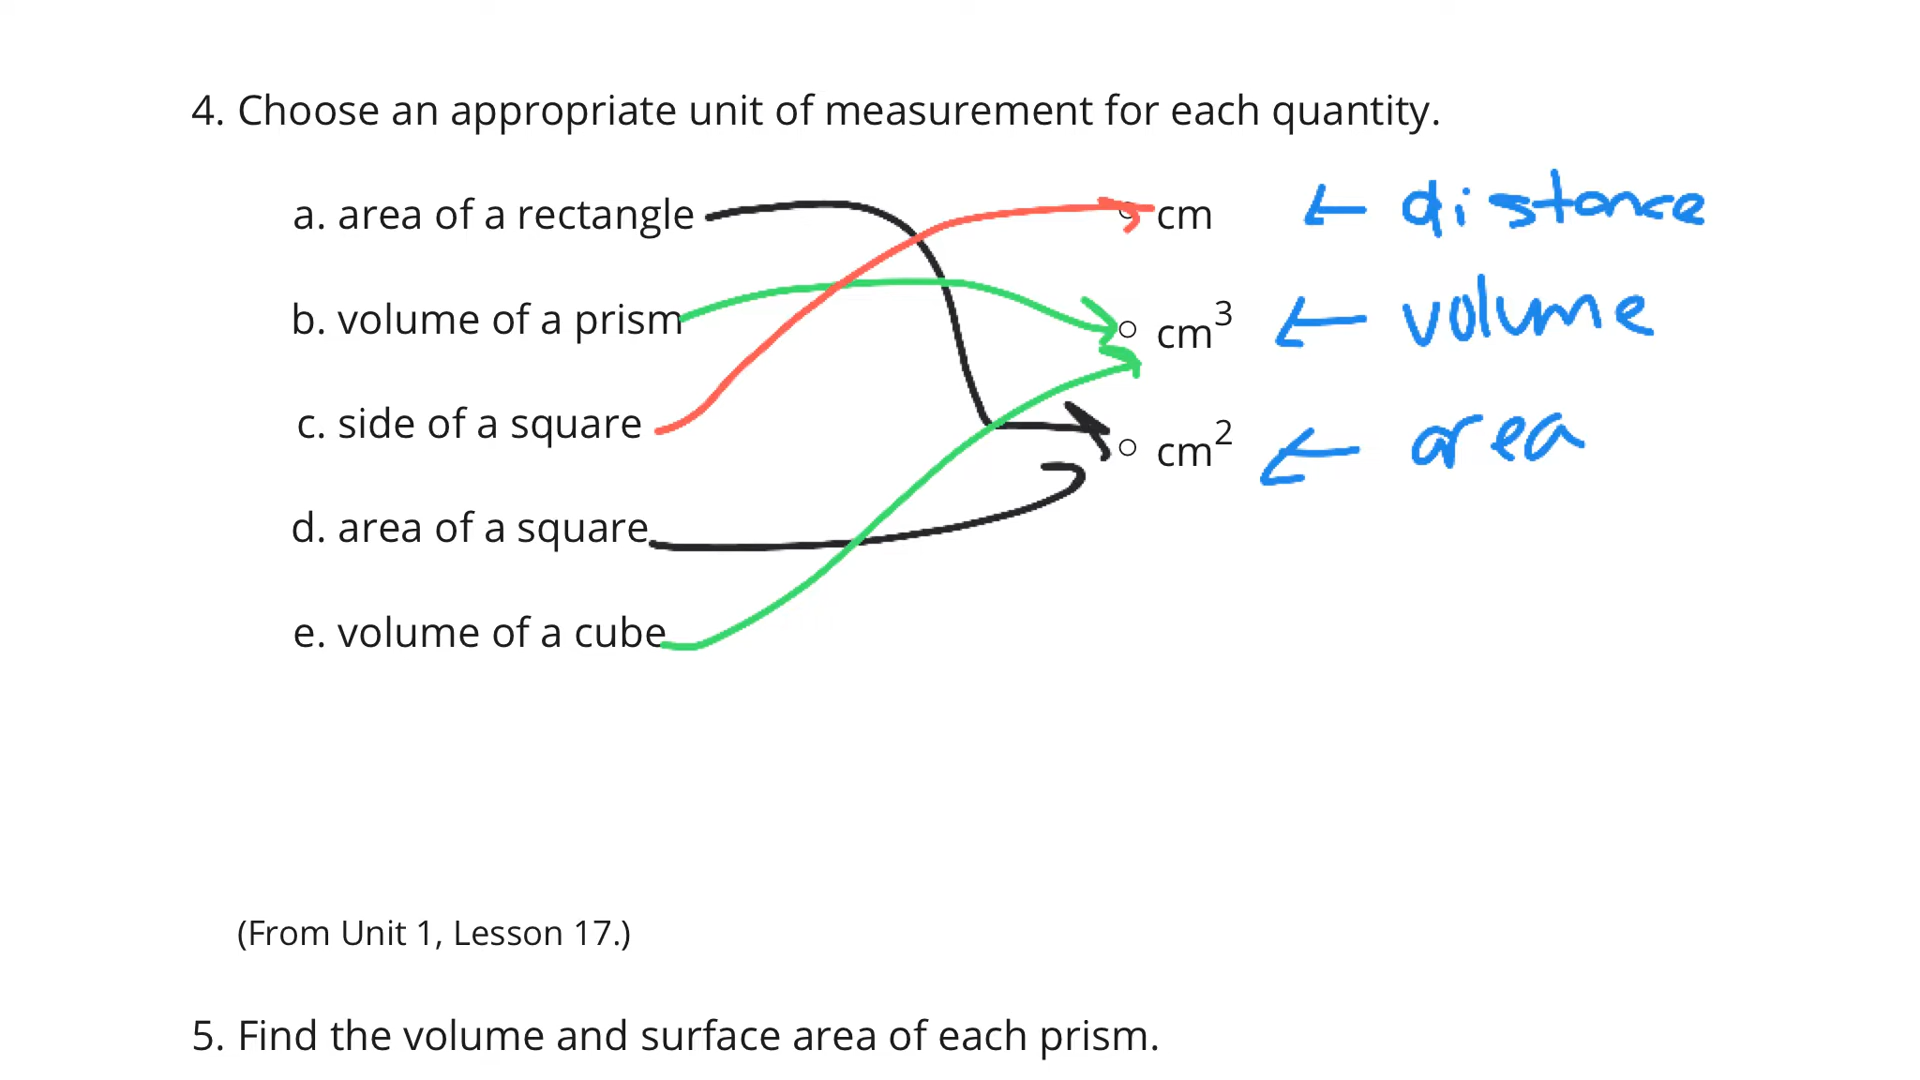 4. Choose an appropriate unit of measurement for each quantity.
a. area of a rectangle
cm
distance
b. volume of a prism
cm³
volume
c. side of a square
cm²
area
d. area of a square
e. volume of a cube
(From Unit 1, Lesson 17.)
5. Find the volume and surface area of each prism.